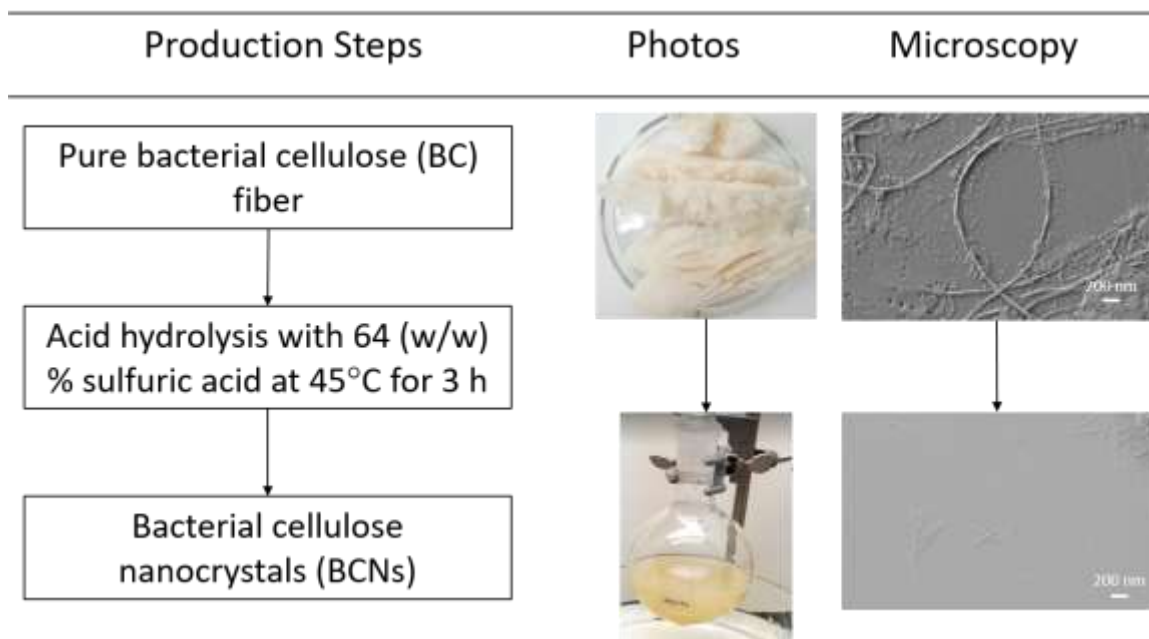 Production Steps
Photos
Microscopy
Pure bacterial cellulose (BC)
fiber
200 nm
Acid hydrolysis with 64 (w/w)
% sulfuric acid at 45°C for 3 h
Bacterial cellulose
nanocrystals (BCNs)
200 nm